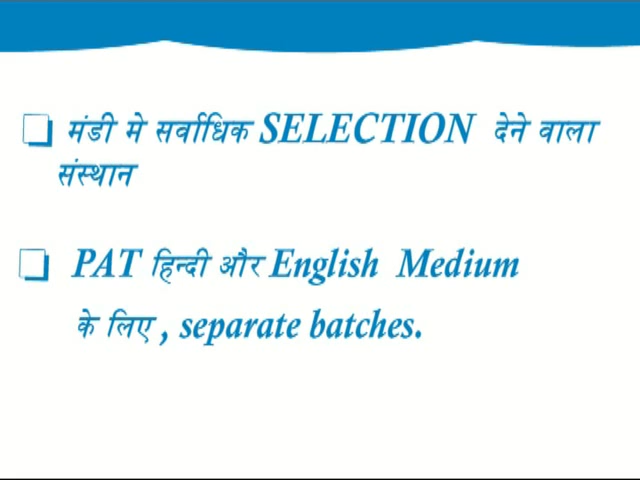 मंडी मे सर्वाधिक SELECTION देने वाला
संस्थान
PAT हिन्दी और English Medium
के लिए , separate batches.